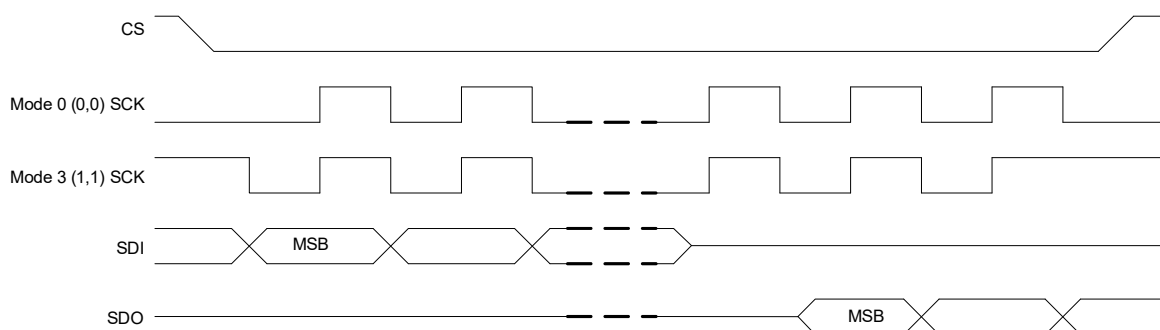 CS
Mode 0 (0,0) SCK
Mode 3 (1,1) SCK
SDI
MSB
SDO
MSB